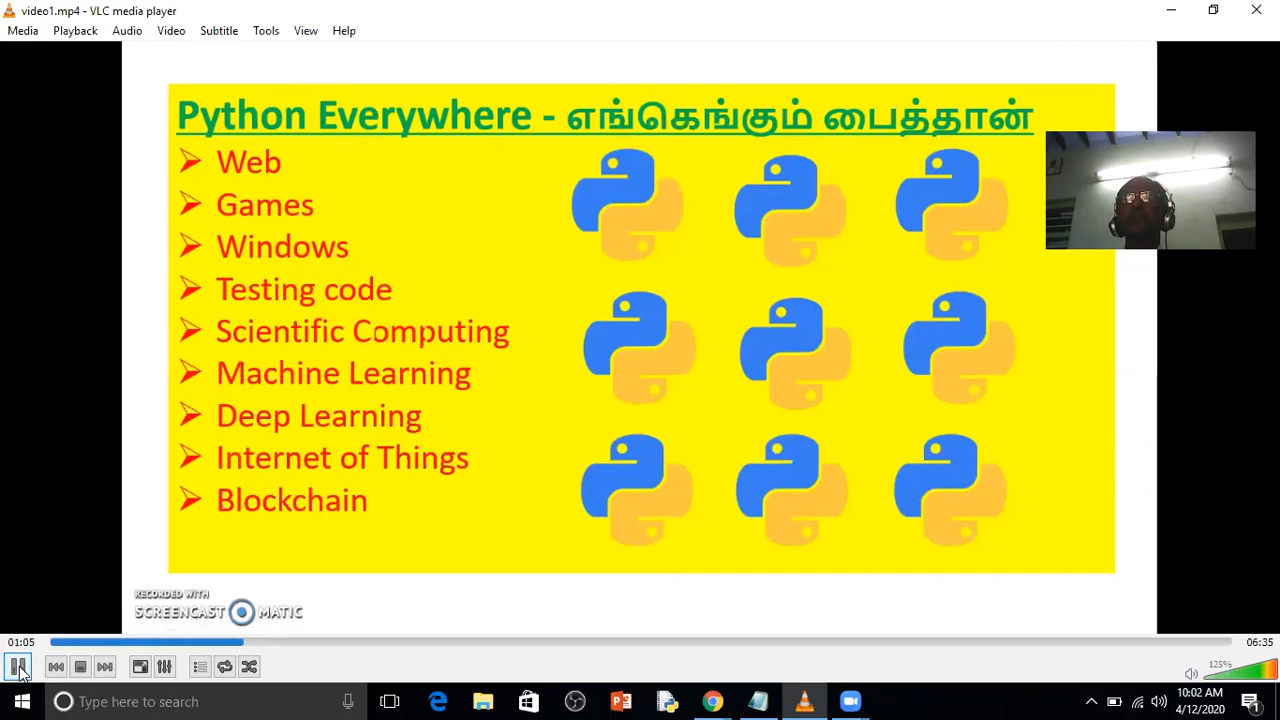 video1.mp4 - VLC media player
Media Playback Audio Video Subtitle Tools View Help
Python Everywhere - எங்கெங்கும் பைத்தான்
Web
Games
Windows
Testing code
Scientific Computing
Machine Learning
Deep Learning
Internet of Things
Blockchain
RECORDED WITH
SCREENCAST MATIC
01:05
06:35
125%
Type here to search
10:02 AM
4/12/2020
1